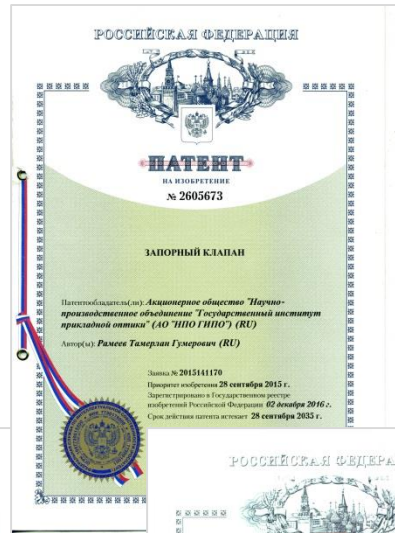 РОССИЙСКАЯ ФЕДЕРАЦИЯ
ПАТЕНТ
НА ИЗОБРЕТЕНИЕ
№ 2605673
ЗАПОРНЫЙ КЛАПАН
Патентообладатель(ли): Акционерное общество "Научно-
производственное объединение "Государственный институт
прикладной оптики" (АО "НПО ГИПО") (RU)
Автор(ы): Рамеев Тамерлан Гумерович (RU)
Заявка № 2015141170
Приоритет изобретения 28 сентября 2015 г.
Зарегистрировано в Государственном реестре
изобретений Российской Федерации 02 декабря 2016 г.
Срок действия патента истекает 28 сентября 2035 г.
РОССИЙСКАЯ ФЕДЕРА